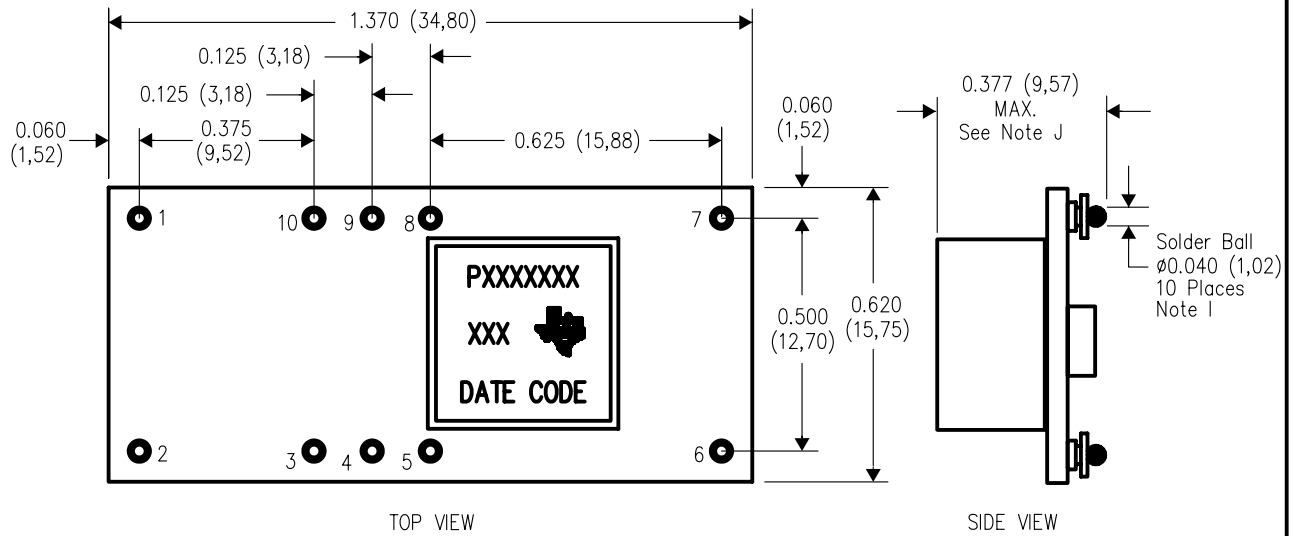 1.370 (34,80)
0.125 (3,18)
0.125 (3,18)
0.060
(1,52)
0.375
(9,52)
0.625 (15,88)
0.060
(1,52)
0.377 (9,57)
MAX.
See Note J
1
10
9
8
7
PXXXXXXX
XXX
DATE CODE
0.500
(12,70)
0.620
(15,75)
Solder Ball
ø0.040 (1,02)
10 Places
Note I
2
3
4
5
6
TOP VIEW
SIDE VIEW